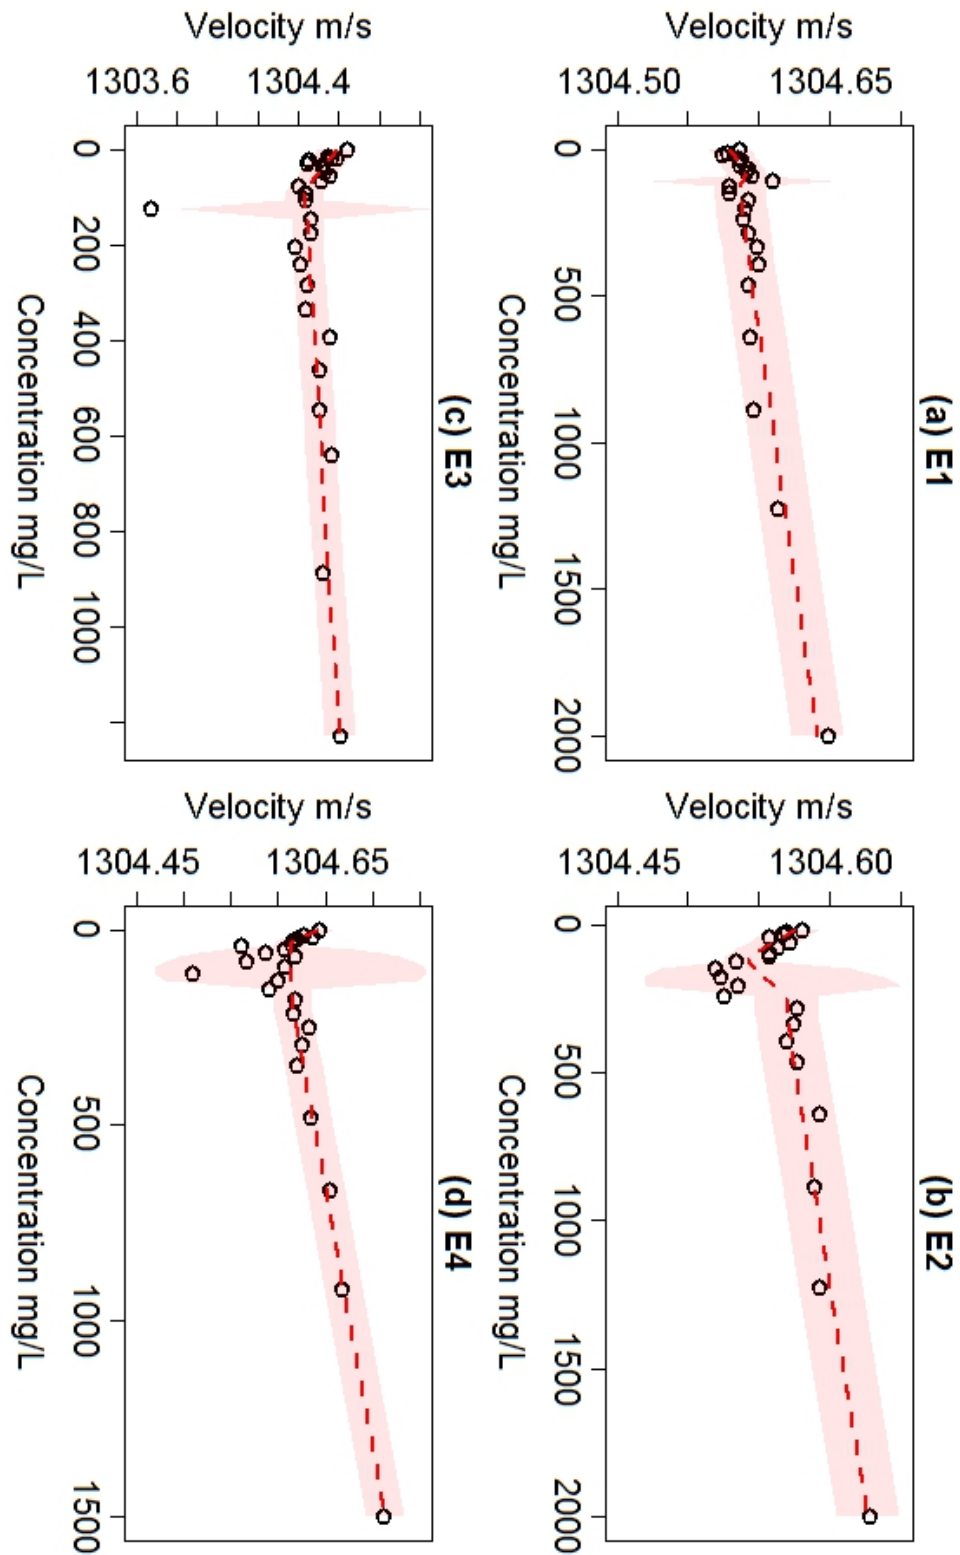 (a) E1
Velocity m/s
1304.50 1304.65
0 500 1000 1500 2000
Concentration mg/L
(b) E2
Velocity m/s
1304.45 1304.60
0 500 1000 1500 2000
Concentration mg/L
(c) E3
Velocity m/s
1303.6 1304.4
0 200 400 600 800 1000
Concentration mg/L
(d) E4
Velocity m/s
1304.45 1304.65
0 500 1000 1500
Concentration mg/L